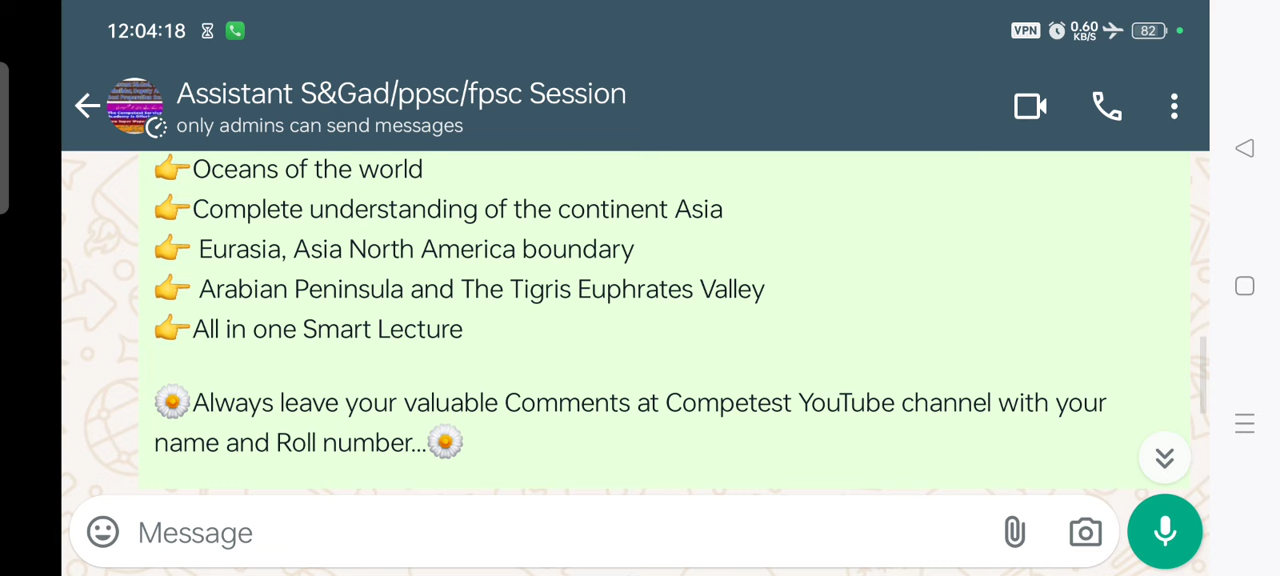 12:04:18
VPN 0.60 KB/S 82
Assistant S&Gad/ppsc/fpsc Session
only admins can send messages
👉Oceans of the world
👉Complete understanding of the continent Asia
👉 Eurasia, Asia North America boundary
👉 Arabian Peninsula and The Tigris Euphrates Valley
👉All in one Smart Lecture
🌼Always leave your valuable Comments at Competest YouTube channel with your
name and Roll number...🌼
Message